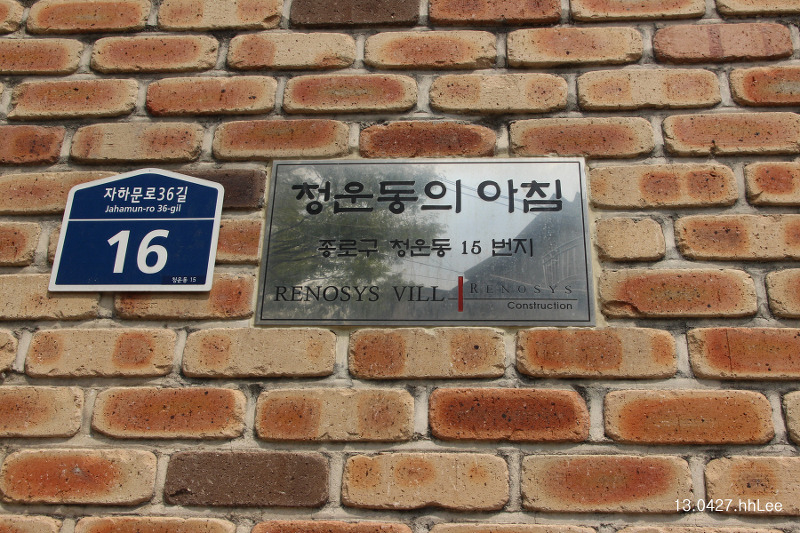 자하문로36길
Jahamun-ro 36-gil
16
청운동 15
청운동의 아침
종로구 청운동 15 번지
RENOSYS VILL
RENOSYS
Construction
13.0427.hhLee